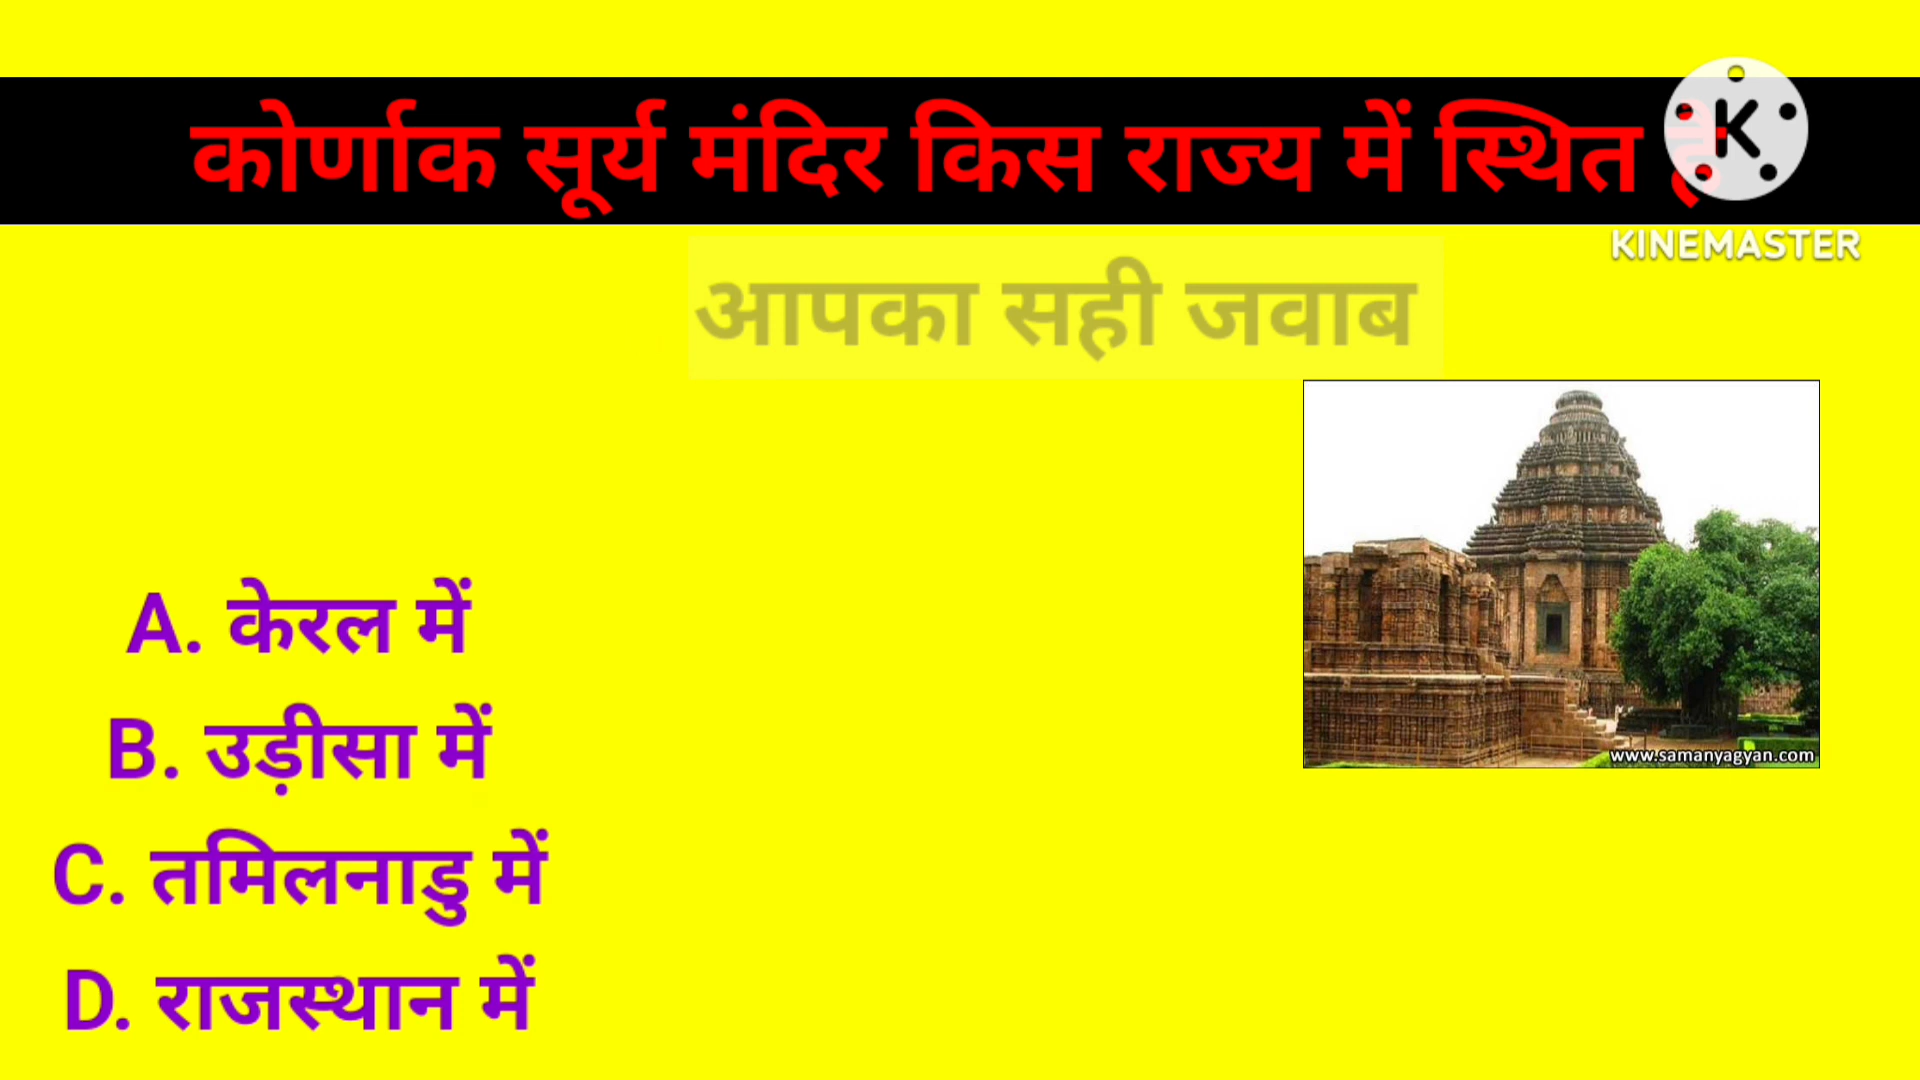 कोर्णाक सूर्य मंदिर किस राज्य में स्थित
KINEMASTER
आपका सही जवाब
www.samanyagyan.com
A. केरल में
B. उड़ीसा में
C. तमिलनाडु में
D. राजस्थान में